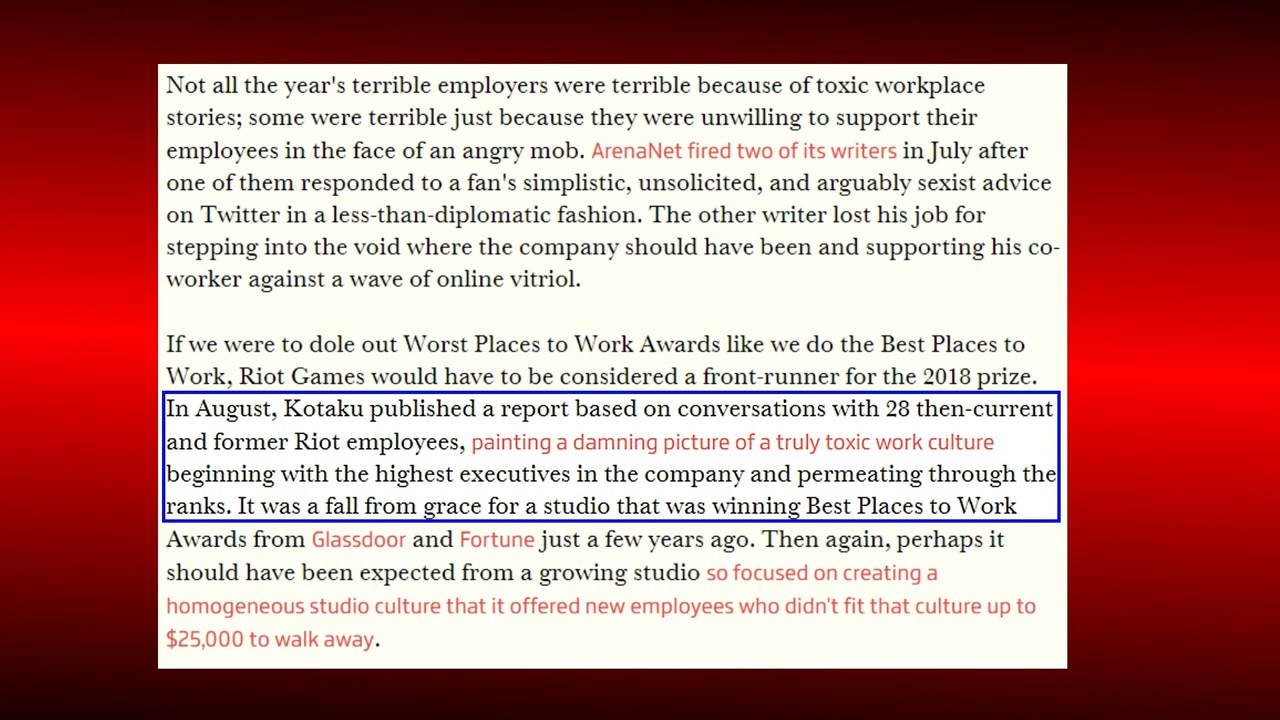 Not all the year's terrible employers were terrible because of toxic workplace
stories; some were terrible just because they were unwilling to support their
employees in the face of an angry mob. ArenaNet fired two of its writers in July after
one of them responded to a fan's simplistic, unsolicited, and arguably sexist advice
on Twitter in a less-than-diplomatic fashion. The other writer lost his job for
stepping into the void where the company should have been and supporting his co-
worker against a wave of online vitriol.
If we were to dole out Worst Places to Work Awards like we do the Best Places to
Work, Riot Games would have to be considered a front-runner for the 2018 prize.
In August, Kotaku published a report based on conversations with 28 then-current
and former Riot employees, painting a damning picture of a truly toxic work culture
beginning with the highest executives in the company and permeating through the
ranks. It was a fall from grace for a studio that was winning Best Places to Work
Awards from Glassdoor and Fortune just a few years ago. Then again, perhaps it
should have been expected from a growing studio so focused on creating a
homogeneous studio culture that it offered new employees who didn't fit that culture up to
$25,000 to walk away.